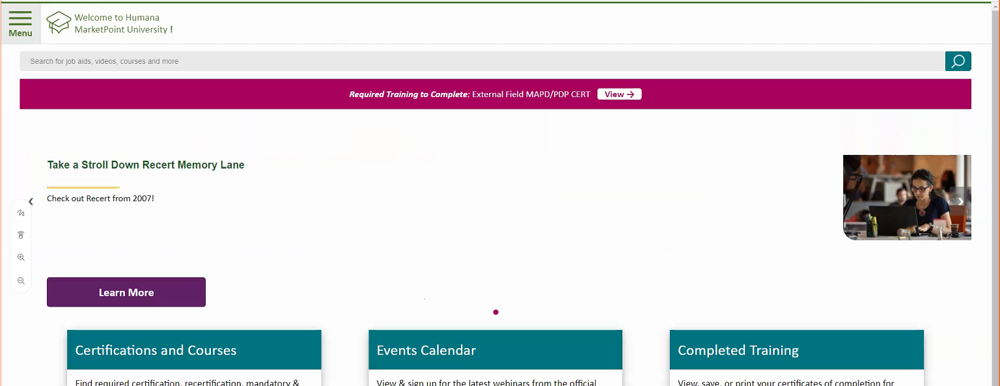 Menu
Welcome to Humana
MarketPoint University !
Search for job aids, videos, courses and more
Required Training to Complete: External Field MAPD/PDP CERT View →
Take a Stroll Down Recert Memory Lane
Check out Recert from 2007!
Learn More
Certifications and Courses
Find required certification, recertification, mandatory &
Events Calendar
View & sign up for the latest webinars from the official
Completed Training
View, save, or print your certificates of completion for